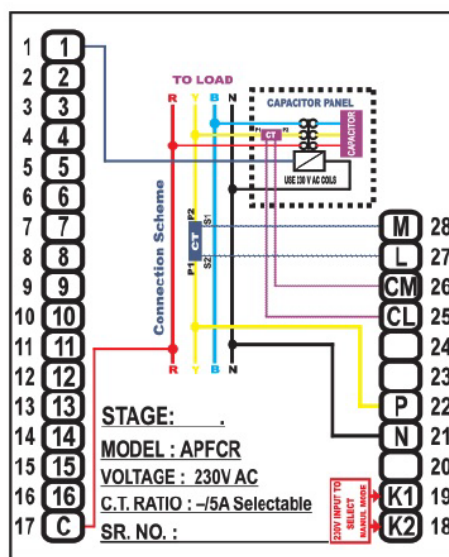 TO LOAD
R Y B N
CAPACITOR PANEL
P1 CT P2
CAPACITOR
USE 230 V AC COILS
1 1
2 2
3 3
4 4
5 5
6 6
7 7
8 8
9 9
10 10
11 11
12 12
13 13
14 14
15 15
16 16
17 C
Connection Scheme
P2
S1
CT
P1
S2
R Y B N
M 28
L 27
CM 26
CL 25
24
23
P 22
N 21
20
K1 19
K2 18
230V INPUT TO
SELECT
NANUL MODE
STAGE: .
MODEL : APFCR
VOLTAGE : 230V AC
C.T. RATIO : –/5A Selectable
SR. NO. :